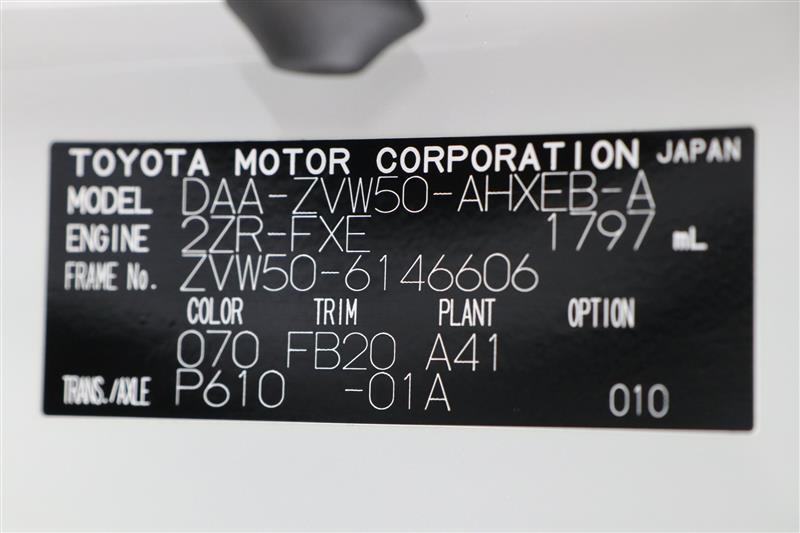 TOYOTA MOTOR CORPORATION JAPAN
MODEL DAA-ZVW50-AHXEB-A
ENGINE 2ZR-FXE 1797 mL
FRAME No. ZVW50-6146606
COLOR TRIM PLANT OPTION
070 FB20 A41
TRANS./AXLE P610 -01A 010